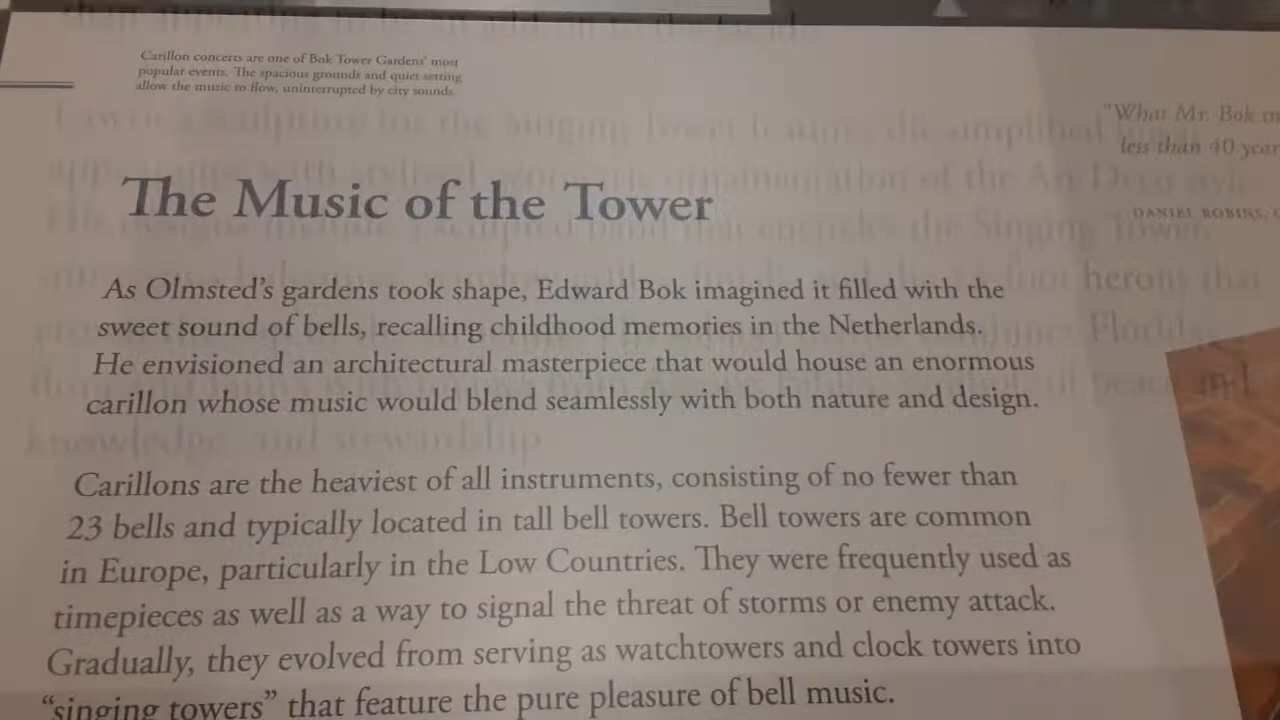 Carillon concerts are one of Bok Tower Gardens' most
popular events. The spacious grounds and quiet setting
allow the music to flow, uninterrupted by city sounds.
"What Mr. Bok
less than 40
DANIEL ROBINS,
The Music of the Tower
As Olmsted's gardens took shape, Edward Bok imagined it filled with the
sweet sound of bells, recalling childhood memories in the Netherlands.
He envisioned an architectural masterpiece that would house an enormous
carillon whose music would blend seamlessly with both nature and design.
Carillons are the heaviest of all instruments, consisting of no fewer than
23 bells and typically located in tall bell towers. Bell towers are common
in Europe, particularly in the Low Countries. They were frequently used as
timepieces as well as a way to signal the threat of storms or enemy attack.
Gradually, they evolved from serving as watchtowers and clock towers into
"singing towers" that feature the pure pleasure of bell music.